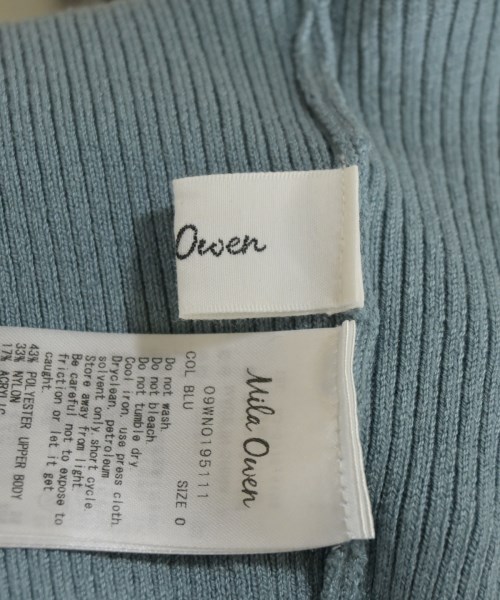 Owen
Mila Owen
09WNO195111
COL BLU SIZE 0
Do not wash.
Do not bleach.
Do not tumble dry
Cool iron, use press cloth.
Dryclean, petroleum
solvent only, short cycle.
Store away from light
Be careful not to expose to
friction or let it get
caught.
43% POLYESTER UPPER BODY
33% NYLON
17% ACRYLIC